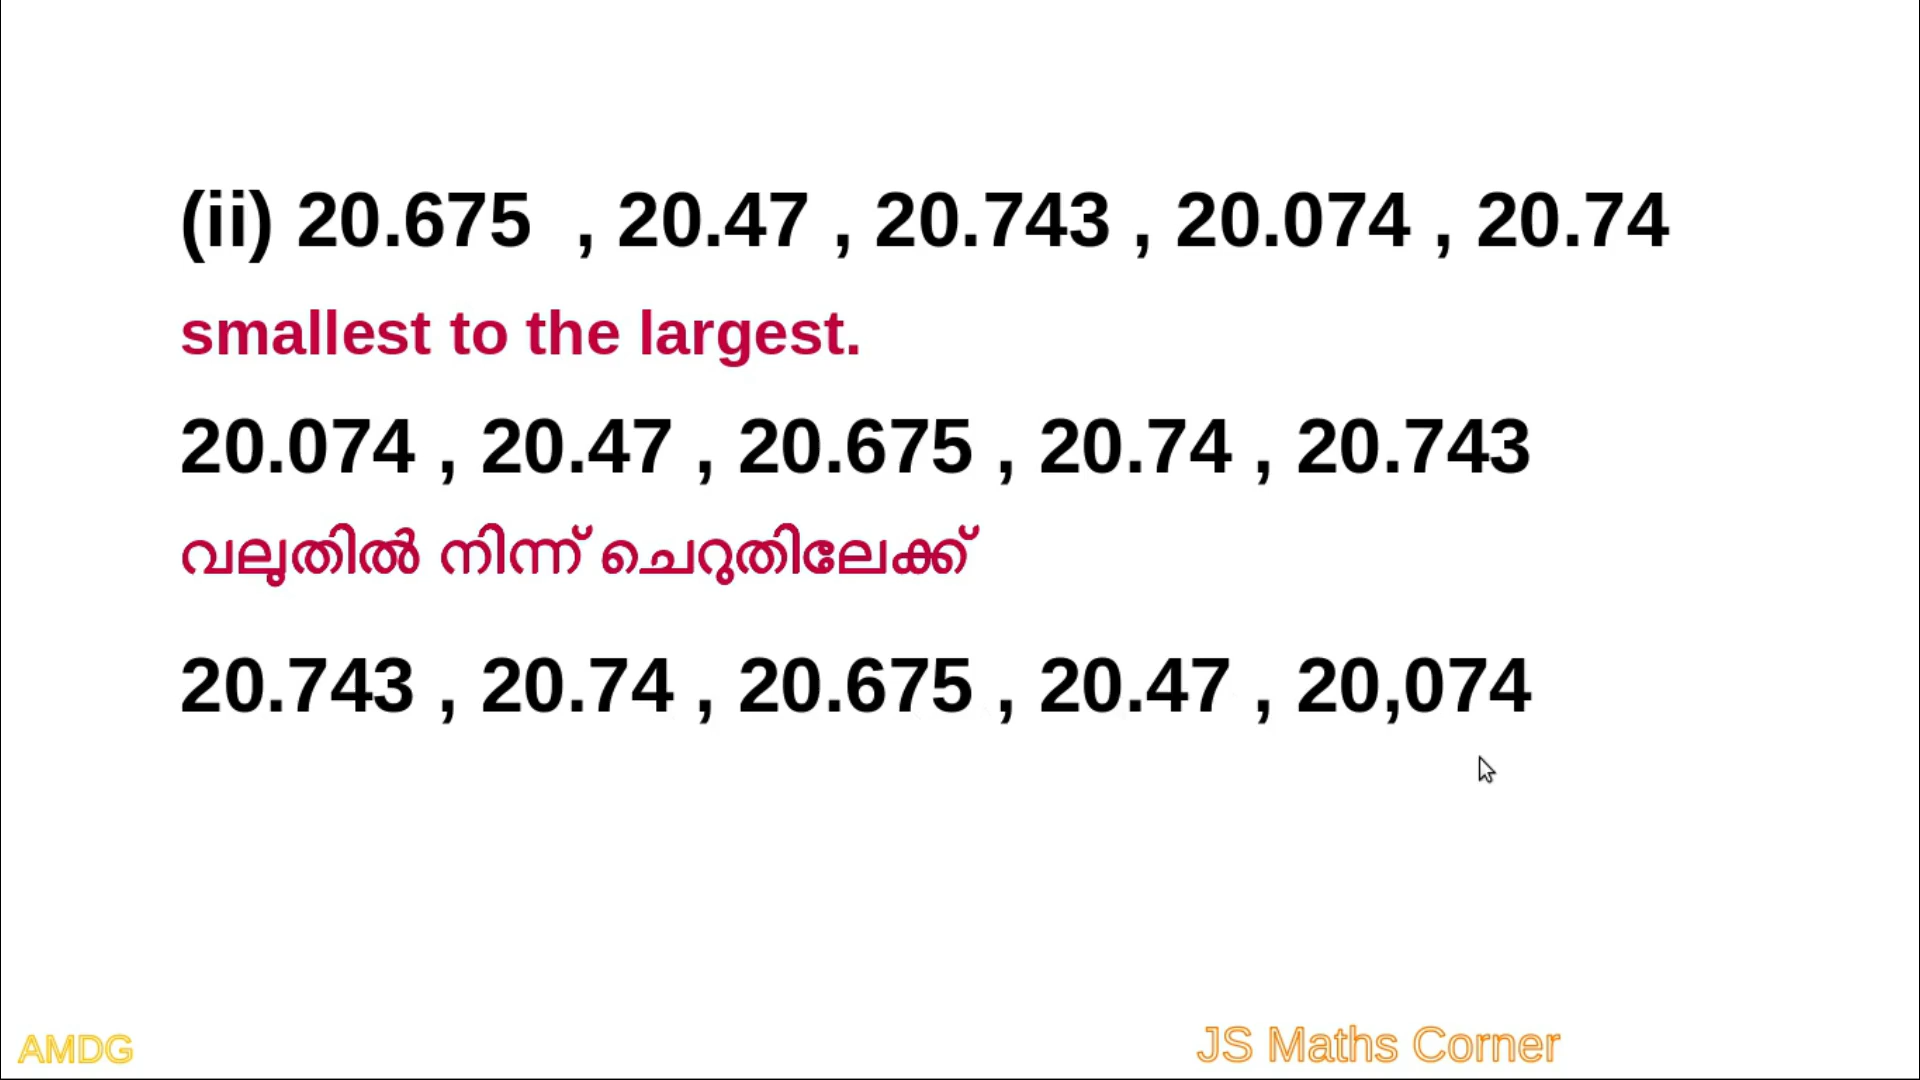 (ii) 20.675 , 20.47 , 20.743 , 20.074 , 20.74
smallest to the largest.
20.074 , 20.47 , 20.675 , 20.74 , 20.743
വലുതിൽ നിന്ന് ചെറുതിലേക്ക്
20.743 , 20.74 , 20.675 , 20.47 , 20,074
AMDG
JS Maths Corner